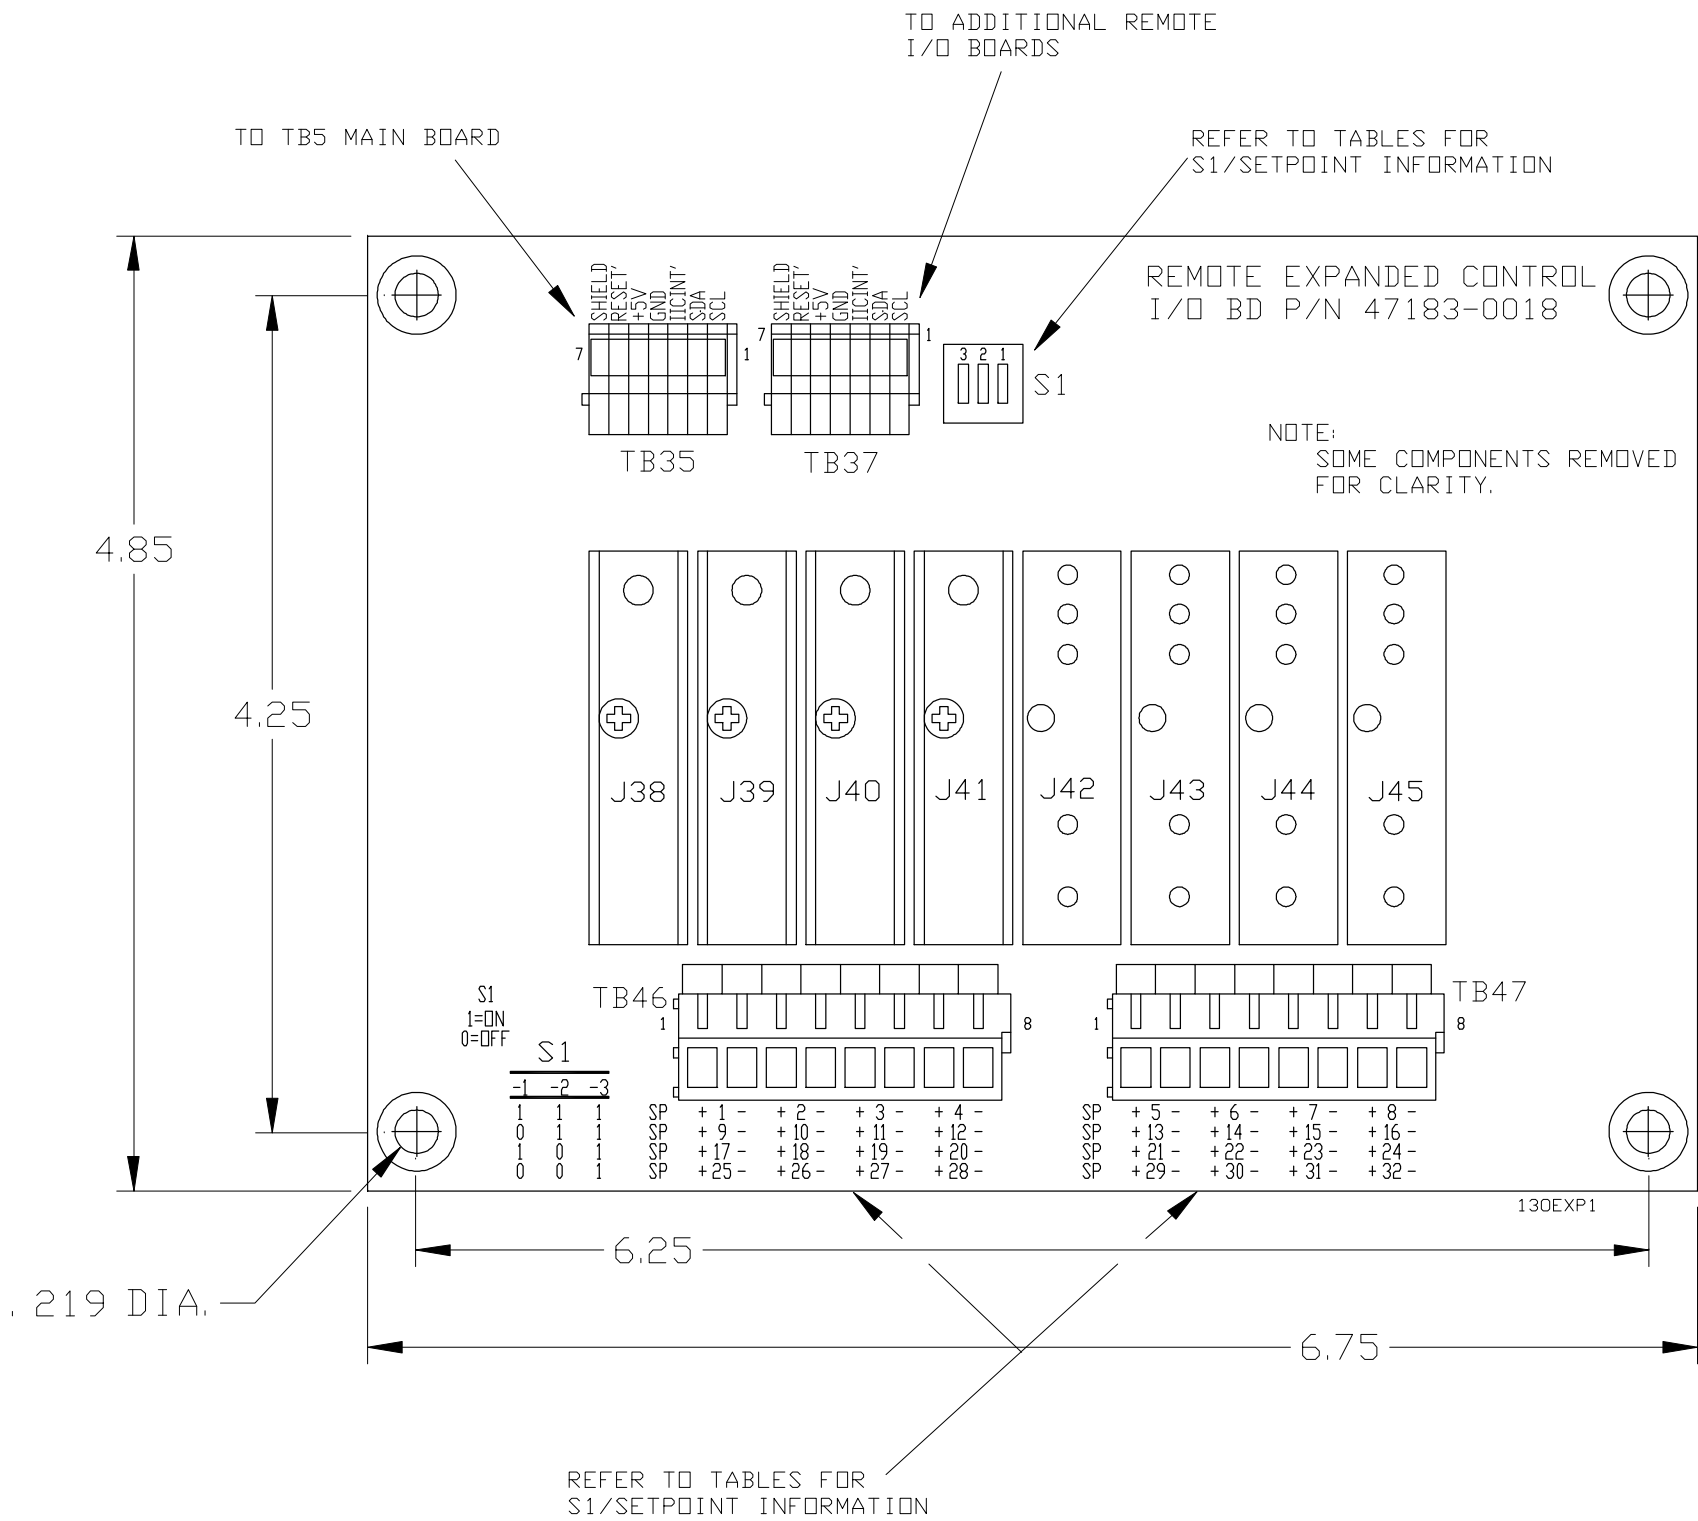 TO ADDITIONAL REMOTE
I/O BOARDS
TO TB5 MAIN BOARD
REFER TO TABLES FOR
S1/SETPOINT INFORMATION
REMOTE EXPANDED CONTROL
I/O BD P/N 47183-0018
SHIELD
RESET'
+5V
GND
IICINT'
SDA
SCL
SHIELD
RESET'
+5V
GND
IICINT'
SDA
SCL
7 1
7 1
3 2 1
S1
TB35 TB37
NOTE:
SOME COMPONENTS REMOVED
FOR CLARITY.
4.85
4.25
J38 J39 J40 J41 J42 J43 J44 J45
TB46 TB47
1 8 1 8
S1
1=ON
0=OFF
S1
-1 -2 -3
1 1 1 SP + 1 - + 2 - + 3 - + 4 - SP + 5 - + 6 - + 7 - + 8 -
0 1 1 SP + 9 - + 10 - + 11 - + 12 - SP + 13 - + 14 - + 15 - + 16 -
1 0 1 SP + 17 - + 18 - + 19 - + 20 - SP + 21 - + 22 - + 23 - + 24 -
0 0 1 SP + 25 - + 26 - + 27 - + 28 - SP + 29 - + 30 - + 31 - + 32 -
130EXP1
6.25
. 219 DIA.
6.75
REFER TO TABLES FOR
S1/SETPOINT INFORMATION